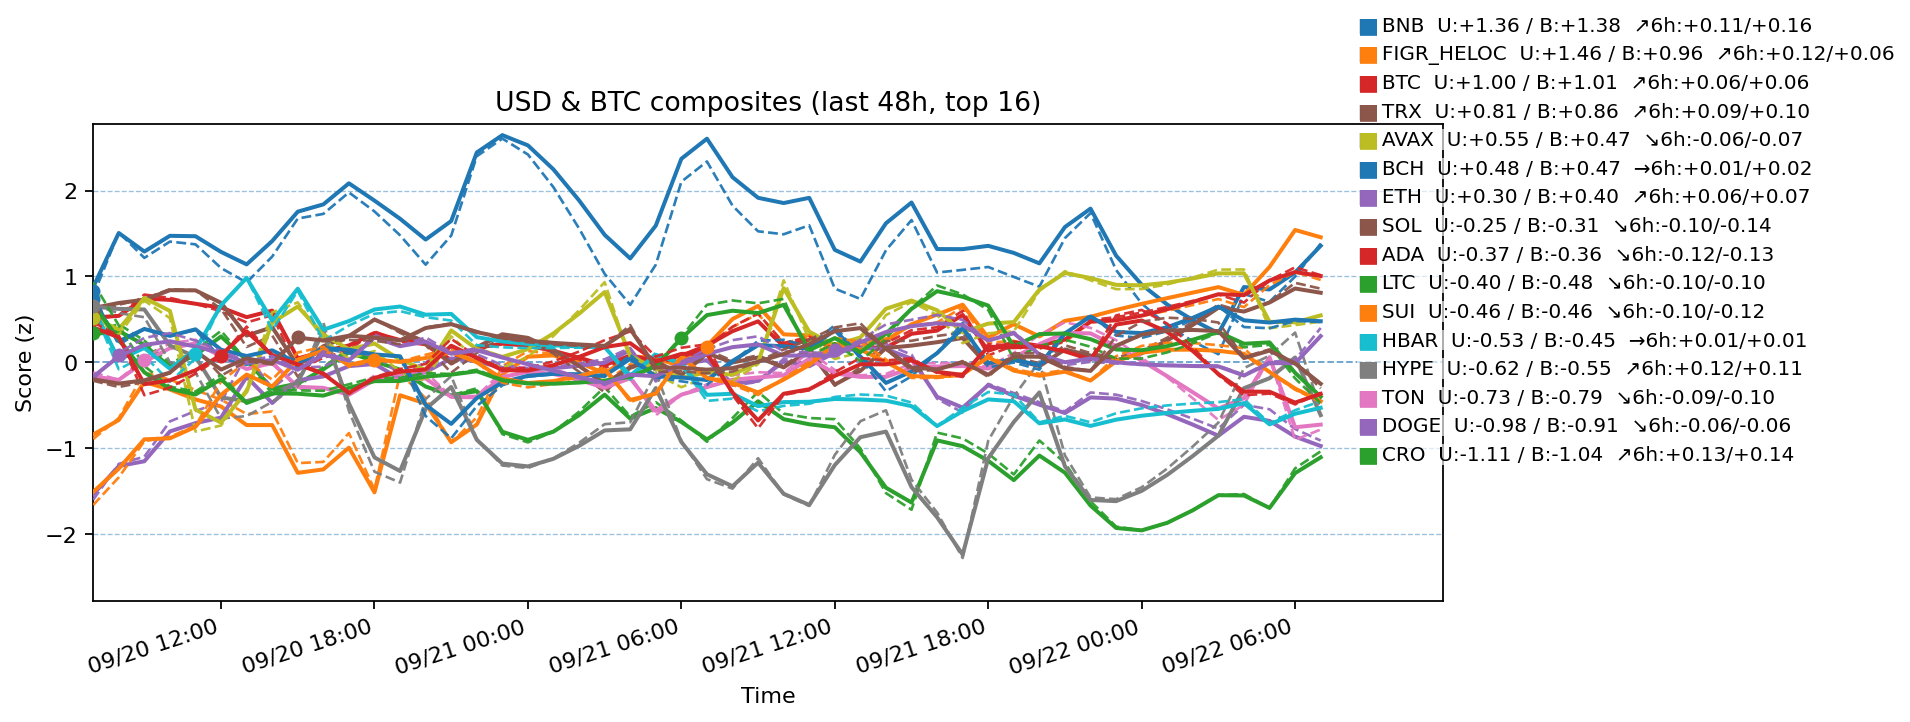 BNB  U:+1.36 / B:+1.38  ↗6h:+0.11/+0.16
FIGR_HELOC  U:+1.46 / B:+0.96  ↗6h:+0.12/+0.06
BTC  U:+1.00 / B:+1.01  ↗6h:+0.06/+0.06
TRX  U:+0.81 / B:+0.86  ↗6h:+0.09/+0.10
AVAX  U:+0.55 / B:+0.47  ↘6h:-0.06/-0.07
BCH  U:+0.48 / B:+0.47  →6h:+0.01/+0.02
ETH  U:+0.30 / B:+0.40  ↗6h:+0.06/+0.07
SOL  U:-0.25 / B:-0.31  ↘6h:-0.10/-0.14
ADA  U:-0.37 / B:-0.36  ↘6h:-0.12/-0.13
LTC  U:-0.40 / B:-0.48  ↘6h:-0.10/-0.10
SUI  U:-0.46 / B:-0.46  ↘6h:-0.10/-0.12
HBAR  U:-0.53 / B:-0.45  →6h:+0.01/+0.01
HYPE  U:-0.62 / B:-0.55  ↗6h:+0.12/+0.11
TON  U:-0.73 / B:-0.79  ↘6h:-0.09/-0.10
DOGE  U:-0.98 / B:-0.91  ↘6h:-0.06/-0.06
CRO  U:-1.11 / B:-1.04  ↗6h:+0.13/+0.14
USD & BTC composites (last 48h, top 16)
Score (z)
2
1
0
−1
−2
09/20 12:00
09/20 18:00
09/21 00:00
09/21 06:00
09/21 12:00
09/21 18:00
09/22 00:00
09/22 06:00
Time